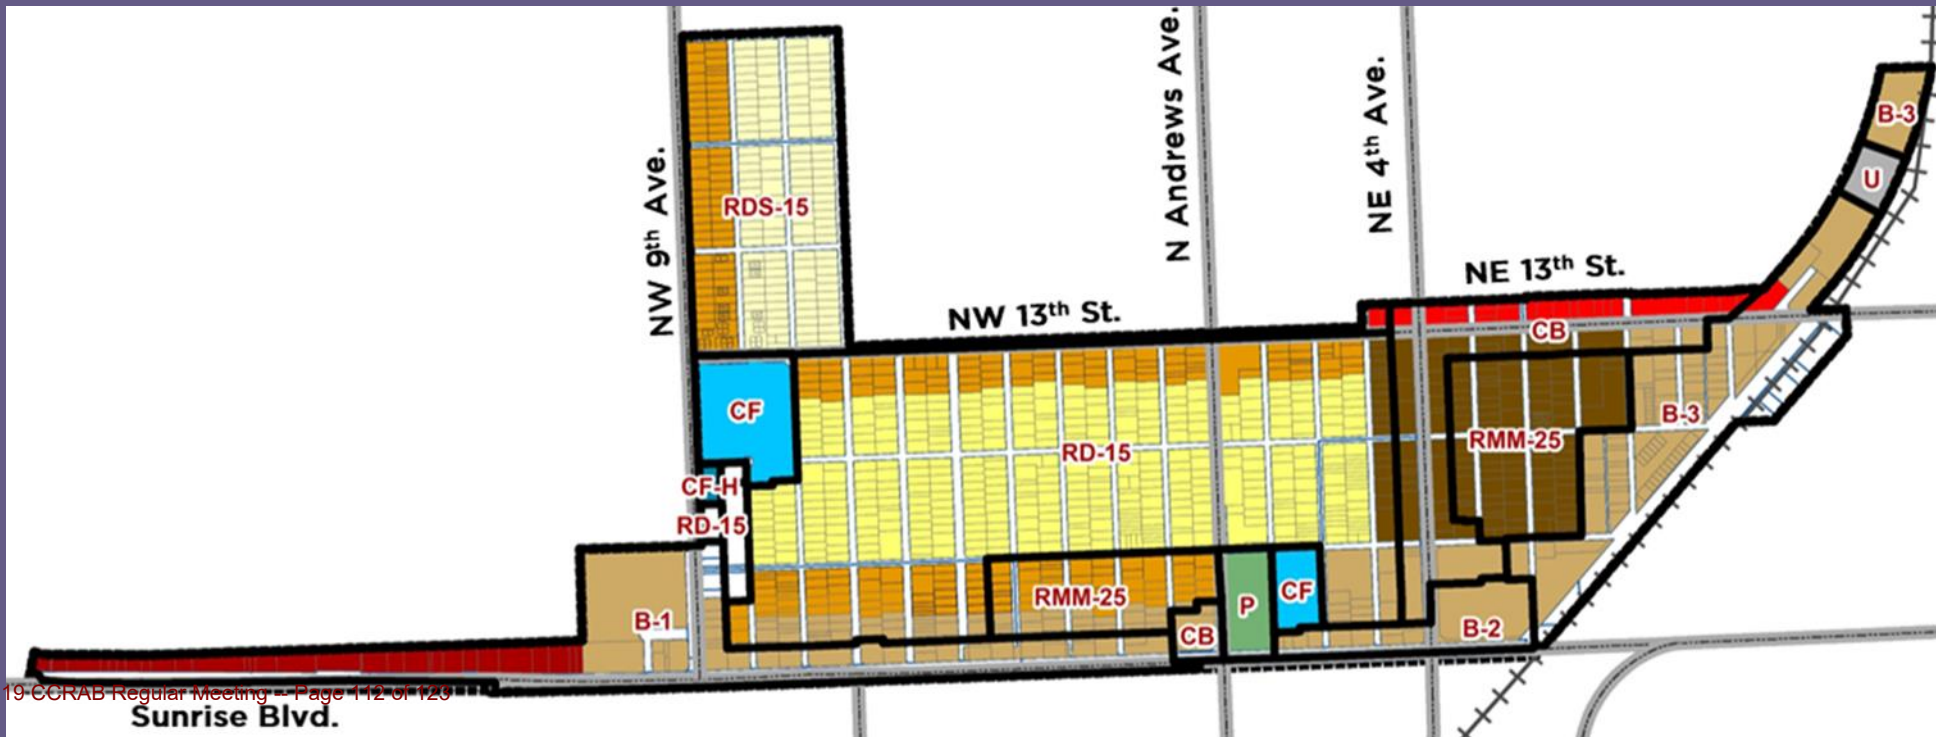 N Andrews Ave.
NE 4th Ave.
B-3
U
NW 9th Ave.
RDS-15
NE 13th St.
NW 13th St.
CB
CF
B-3
RMM-25
RD-15
CF-H
RD-15
RMM-25
P
CF
B-1
CB
B-2
19 CCRAB Regular Meeting -- Page 112 of 123
Sunrise Blvd.